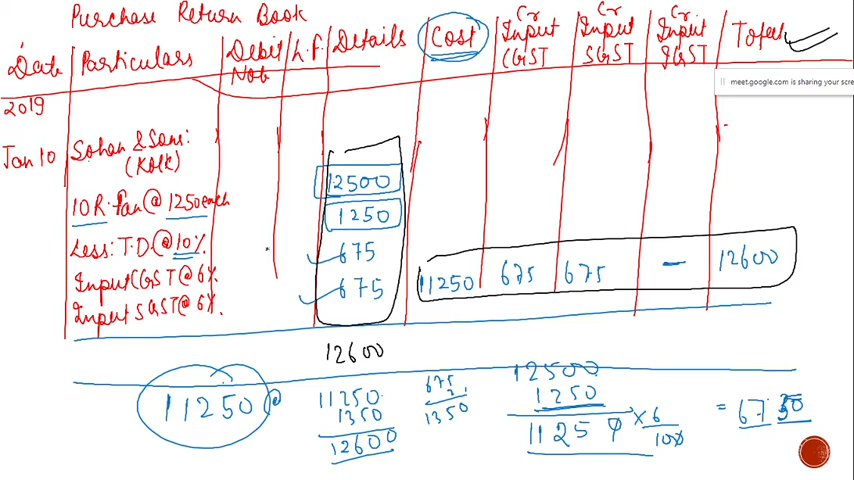 Purchase Return Book
Date Particulars Debit Note L.F Details Cost Cr Input CGST Cr Input SGST Cr Input IGST Total
meet.google.com is sharing your scre
2019
Jan 10 Sohan & Sons:
(Kolk)
10 R. Pan @ 1250 each 12500
Less: T.D @ 10% 1250
Input CGST @ 6%. 675
Input SGST @ 6%. 675 11250 675 675 - 12600
12600
11250 @
11250
1350
12600
675
2
1350
12500
1250
11250 × 6/100 = 67500